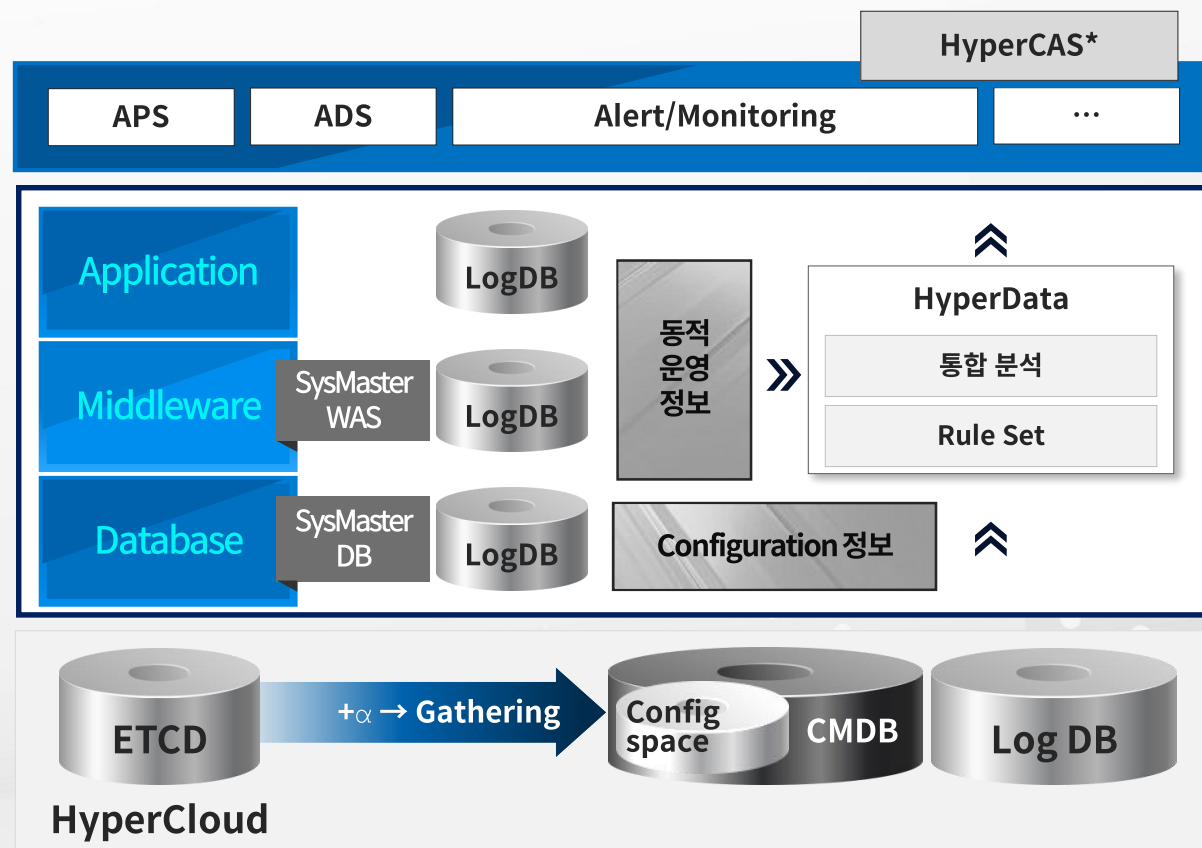 HyperCAS*
APS
ADS
Alert/Monitoring
...
Application
LogDB
Middleware
SysMaster
WAS
LogDB
Database
SysMaster
DB
LogDB
동적
운영
정보
HyperData
통합 분석
Rule Set
Configuration 정보
ETCD
+α → Gathering
Config
space
CMDB
Log DB
HyperCloud